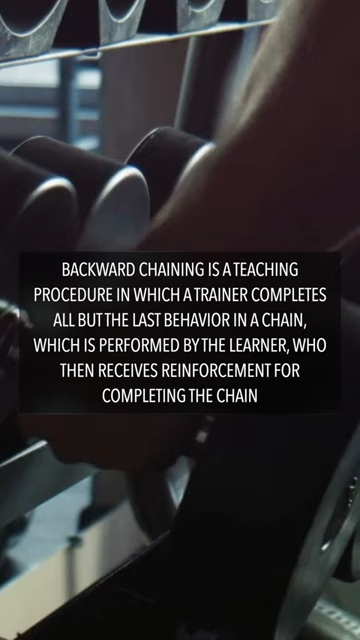 BACKWARD CHAINING IS A TEACHING
PROCEDURE IN WHICH A TRAINER COMPLETES
ALL BUT THE LAST BEHAVIOR IN A CHAIN,
WHICH IS PERFORMED BY THE LEARNER, WHO
THEN RECEIVES REINFORCEMENT FOR
COMPLETING THE CHAIN